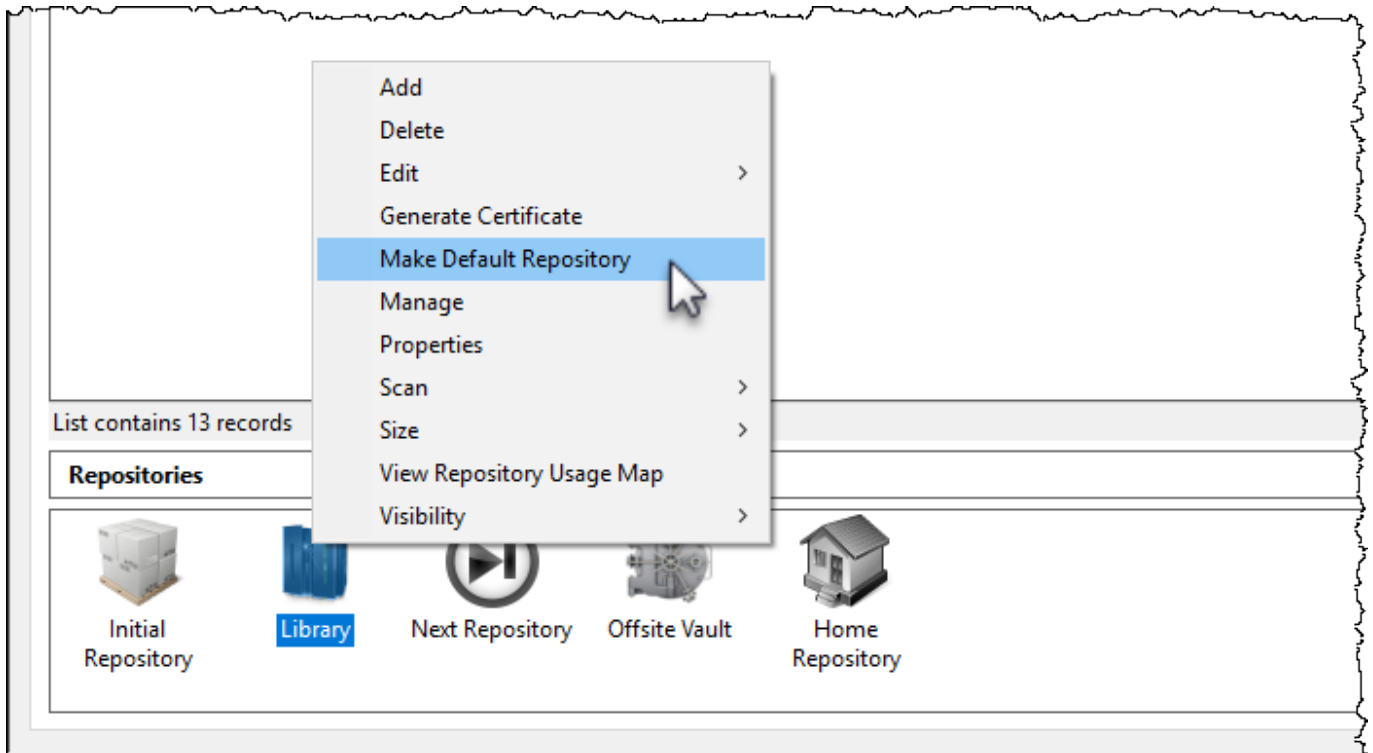 Add
Delete
Edit
Generate Certificate
Make Default Repository
Manage
Properties
Scan
List contains 13 records
Size
Repositories
View Repository Usage Map
Visibility
Initial
Repository
Library
Next Repository
Offsite Vault
Home
Repository